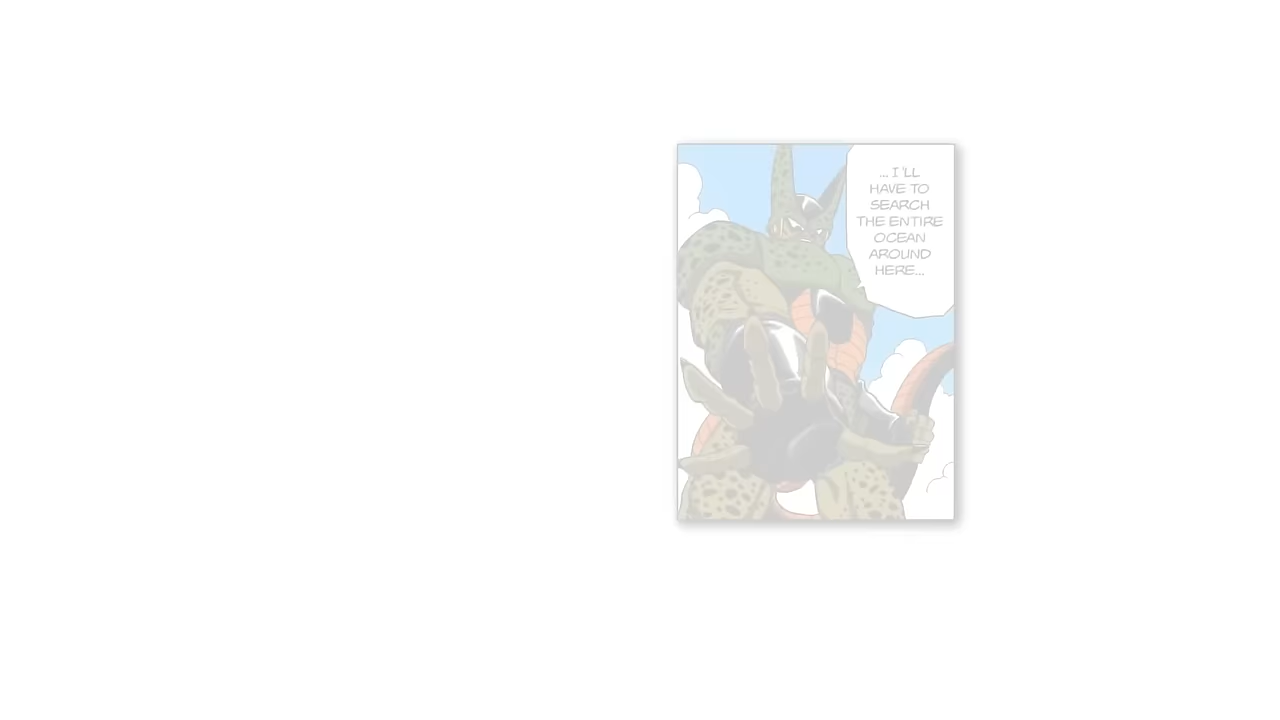 ...I'LL
HAVE TO
SEARCH
THE ENTIRE
OCEAN
AROUND
HERE...